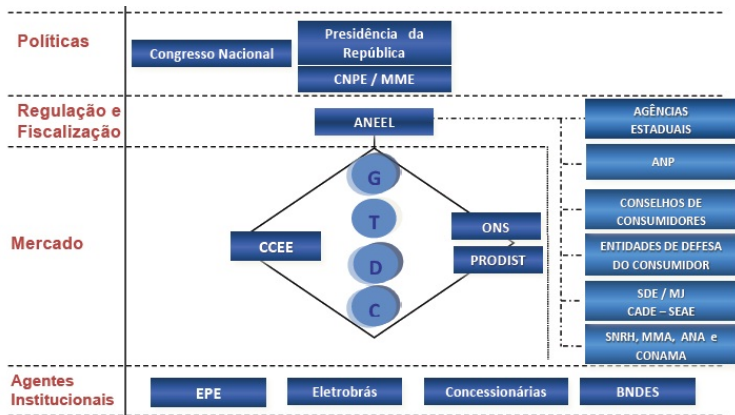 Políticas
Congresso Nacional
Presidência da
República
CNPE / MME
Regulação e
Fiscalização
ANEEL
AGÊNCIAS
ESTADUAIS
ANP
CONSELHOS DE
CONSUMIDORES
ENTIDADES DE DEFESA
DO CONSUMIDOR
SDE / MJ
CADE – SEAE
SNRH, MMA, ANA e
CONAMA
Mercado
G
T
D
C
CCEE
ONS
PRODIST
Agentes
Institucionais
EPE
Eletrobrás
Concessionárias
BNDES